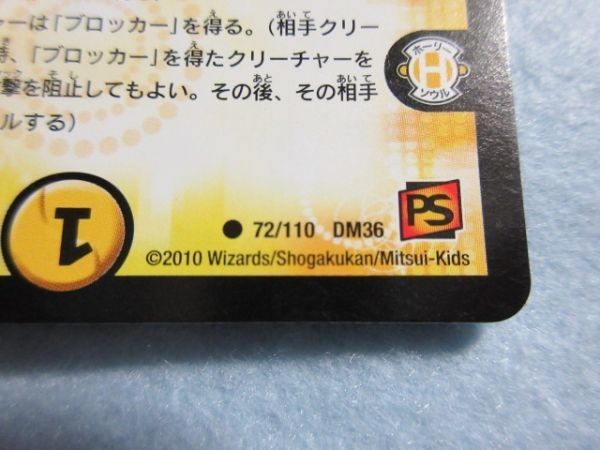 ャーは「ブロッカー」を得る。(相手クリー
「ブロッカー」を得たクリーチャーを
撃を阻止してもよい。その後、その相手
ルする)
ホーリー
H
ソウル
1
● 72/110 DM36
PS
©2010 Wizards/Shogakukan/Mitsui-Kids